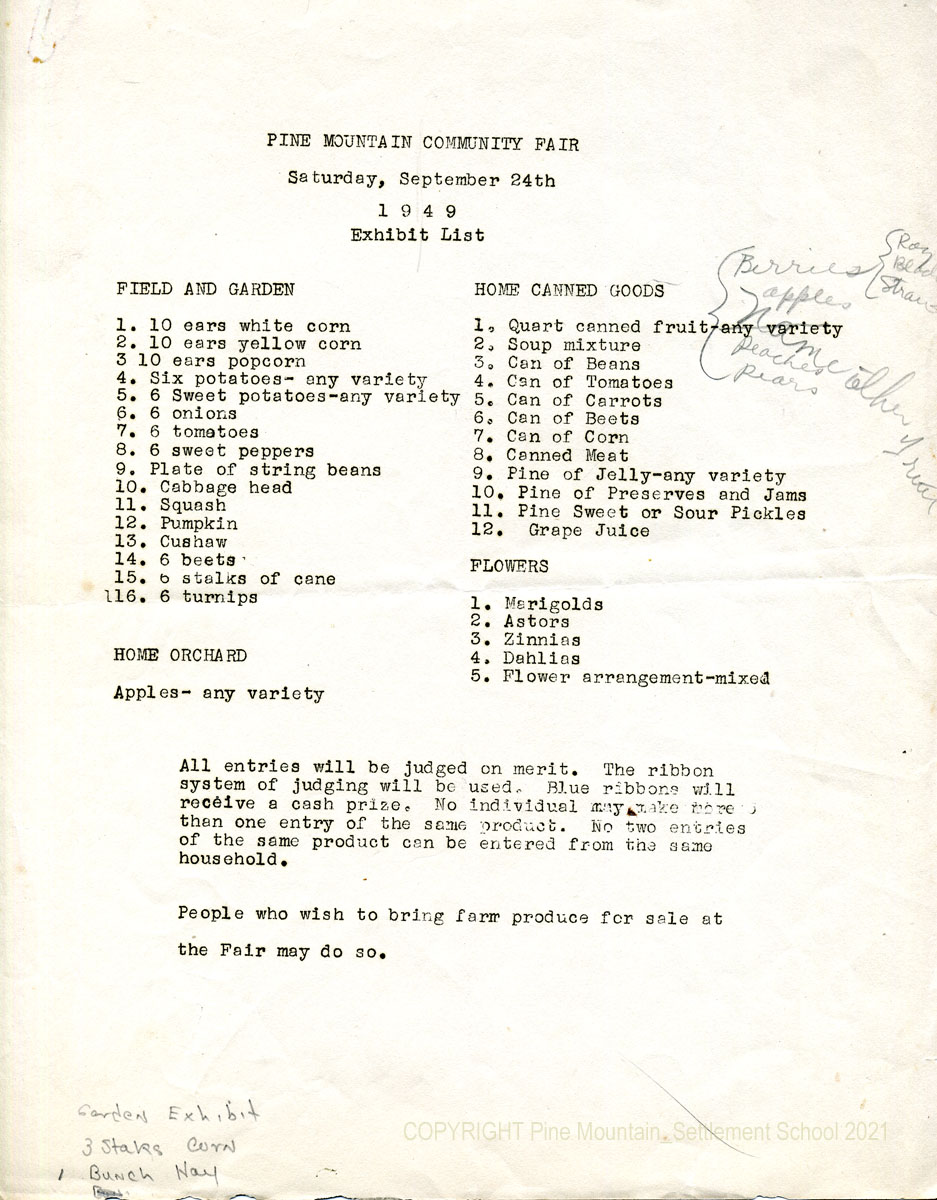 PINE MOUNTAIN COMMUNITY FAIR
Saturday, September 24th
1 9 4 9
Exhibit List
FIELD AND GARDEN
1. 10 ears white corn
2. 10 ears yellow corn
3 10 ears popcorn
4. Six potatoes- any variety
5. 6 Sweet potatoes-any variety
6. 6 onions
7. 6 tomatoes
8. 6 sweet peppers
9. Plate of string beans
10. Cabbage head
11. Squash
12. Pumpkin
13. Cushaw
14. 6 beets
15. 6 stalks of cane
116. 6 turnips
HOME ORCHARD
Apples- any variety
HOME CANNED GOODS
1. Quart canned fruit-any variety
2. Soup mixture
3. Can of Beans
4. Can of Tomatoes
5. Can of Carrots
6. Can of Beets
7. Can of Corn
8. Canned Meat
9. Pine of Jelly-any variety
10. Pine of Preserves and Jams
11. Pine Sweet or Sour Pickles
12. Grape Juice
Berries
apples
Name other
Peaches
Pears
FLOWERS
1. Marigolds
2. Astors
3. Zinnias
4. Dahlias
5. Flower arrangement-mixed
All entries will be judged on merit. The ribbon
system of judging will be used. Blue ribbons will
receive a cash prize. No individual may make more
than one entry of the same product. No two entries
of the same product can be entered from the same
household.
People who wish to bring farm produce for sale at
the Fair may do so.
Garden Exhibit
3 Staks Corn
1 Bunch Hay
COPYRIGHT Pine Mountain Settlement School 2021